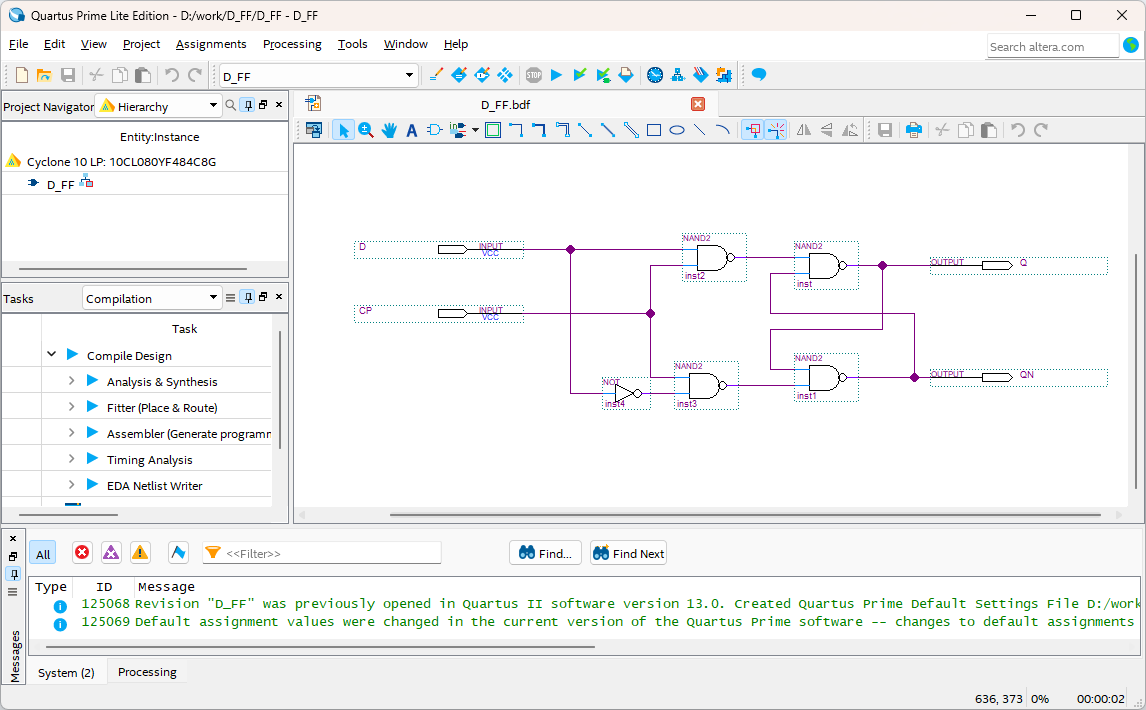 Quartus Prime Lite Edition - D:/work/D_FF/D_FF - D_FF
File Edit View Project Assignments Processing Tools Window Help
Search altera.com
D_FF
STOP
Project Navigator Hierarchy
D_FF.bdf
Entity:Instance
Cyclone 10 LP: 10CL080YF484C8G
D_FF
Tasks Compilation
Task
Compile Design
Analysis & Synthesis
Fitter (Place & Route)
Assembler (Generate programm
Timing Analysis
EDA Netlist Writer
D INPUT
VCC
NAND2
inst2
NAND2
inst
OUTPUT Q
CP INPUT
VCC
NOT
inst4
NAND2
inst3
NAND2
inst1
OUTPUT QN
All <<Filter>> Find... Find Next
Type ID Message
125068 Revision "D_FF" was previously opened in Quartus II software version 13.0. Created Quartus Prime Default Settings File D:/work
125069 Default assignment values were changed in the current version of the Quartus Prime software -- changes to default assignments
Messages
System (2) Processing
636, 373 0% 00:00:02